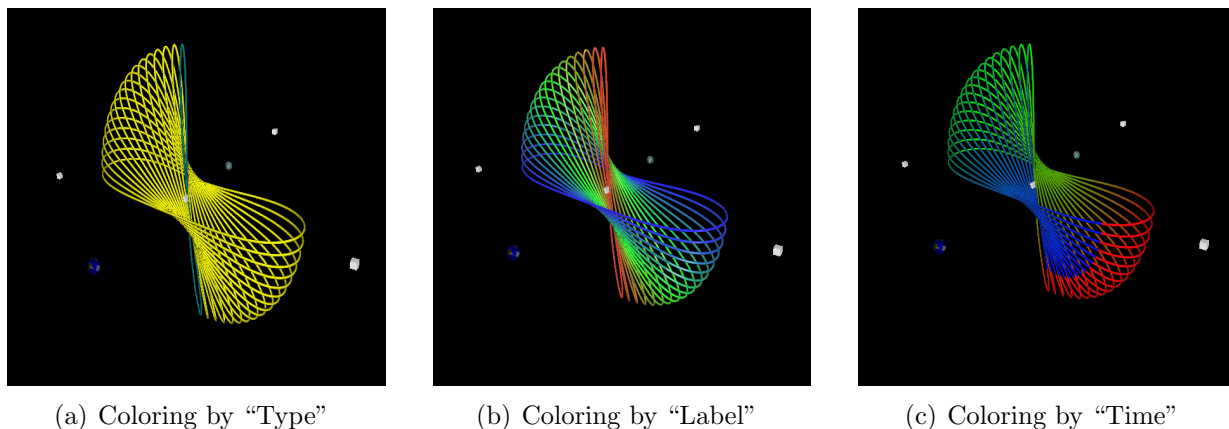 (a) Coloring by “Type”
(b) Coloring by “Label”
(c) Coloring by “Time”